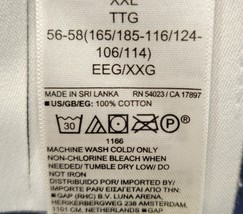 XXL
TTG
56-58(165/185-116/124-
106/114)
EEG/XXG
MADE IN SRI LANKA RN 54023 / CA 17897
US/GB/EG: 100% COTTON
30
1166
MACHINE WASH COLD/ ONLY
NON-CHLORINE BLEACH WHEN
NEEDED/ TUMBLE DRY LOW/ DO
NOT IRON
DISTRIBUIDO POR/ IMPORTADO POR/
IMPORTE PAR/ ΕΙΣΑΓΕΤΑΙ ΑΠΟ ΤΗΝ:
GAP (RHC) B.V. LUNA ARENA,
HERIKERBERGWEG 238 AMSTERDAM,
1101 CM,